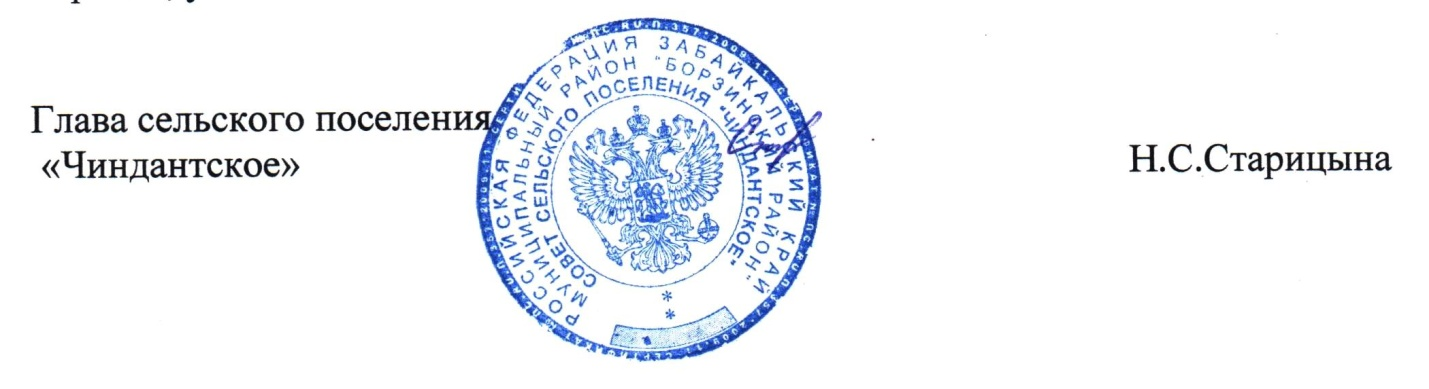 Глава сельского поселения
«Чиндантское»
Н.С.Старицына
РОССИЙСКАЯ ФЕДЕРАЦИЯ ЗАБАЙКАЛЬСКИЙ КРАЙ
МУНИЦИПАЛЬНЫЙ РАЙОН "БОРЗИНСКИЙ РАЙОН"
СОВЕТ СЕЛЬСКОГО ПОСЕЛЕНИЯ "ЧИНДАНТСКОЕ"
* *